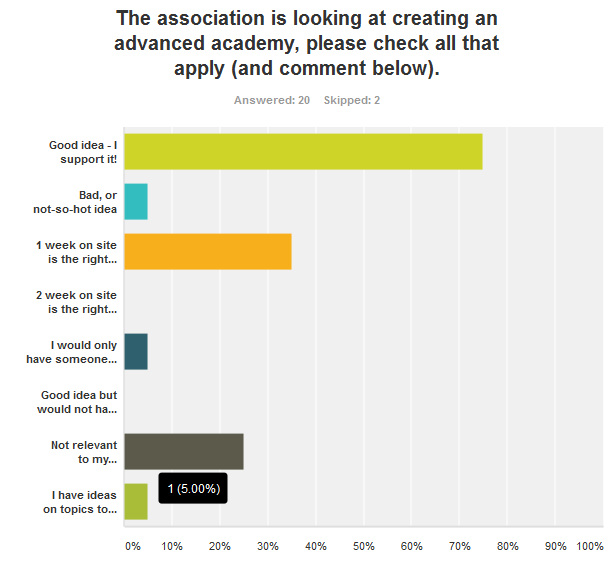 The association is looking at creating an
advanced academy, please check all that
apply (and comment below).
Answered: 20 Skipped: 2
Good idea - I
support it!
Bad, or
not-so-hot idea
1 week on site
is the right...
2 week on site
is the right...
I would only
have someone...
Good idea but
would not ha...
Not relevant
to my...
1 (5.00%)
I have ideas
on topics to...
0% 10% 20% 30% 40% 50% 60% 70% 80% 90% 100%